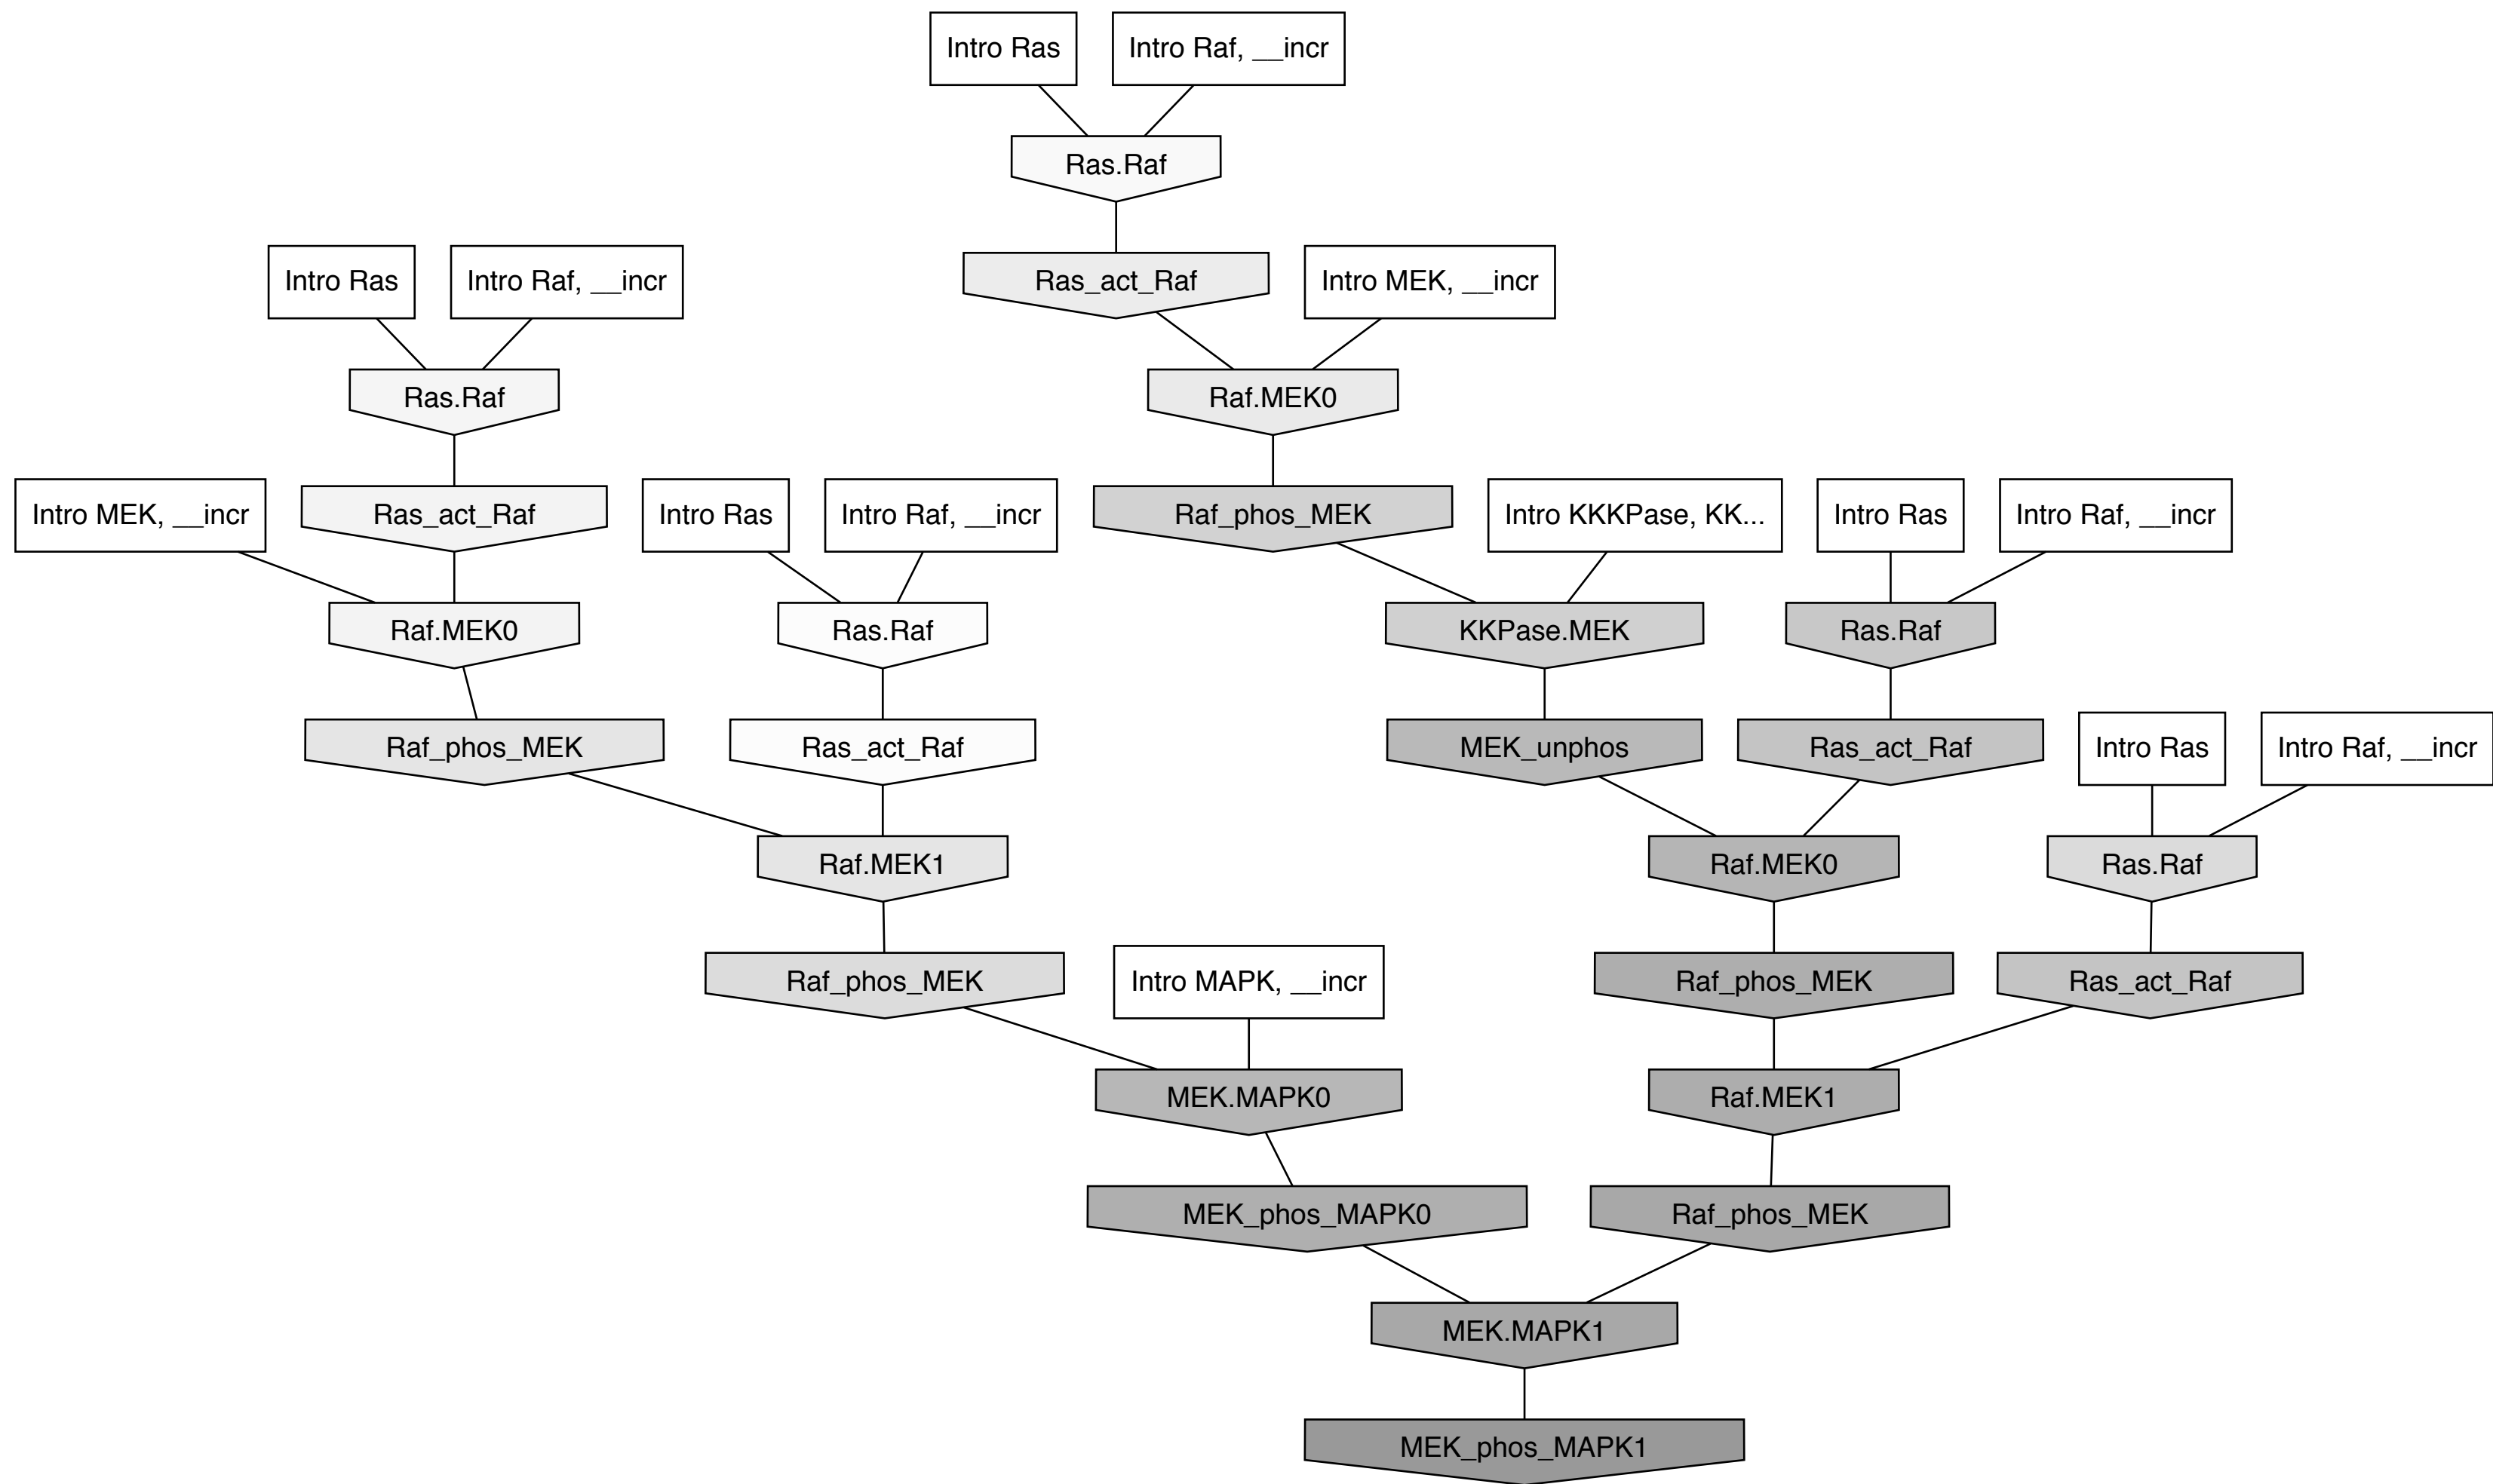 Intro Ras
Intro Raf, __incr
Ras.Raf
Intro Ras
Intro Raf, __incr
Ras_act_Raf
Intro MEK, __incr
Ras.Raf
Raf.MEK0
Intro MEK, __incr
Ras_act_Raf
Intro Ras
Intro Raf, __incr
Raf_phos_MEK
Intro KKKPase, KK...
Intro Ras
Intro Raf, __incr
Raf.MEK0
Ras.Raf
KKPase.MEK
Ras.Raf
Raf_phos_MEK
Ras_act_Raf
MEK_unphos
Ras_act_Raf
Intro Ras
Intro Raf, __incr
Raf.MEK1
Raf.MEK0
Ras.Raf
Raf_phos_MEK
Intro MAPK, __incr
Raf_phos_MEK
Ras_act_Raf
MEK.MAPK0
Raf.MEK1
MEK_phos_MAPK0
Raf_phos_MEK
MEK.MAPK1
MEK_phos_MAPK1